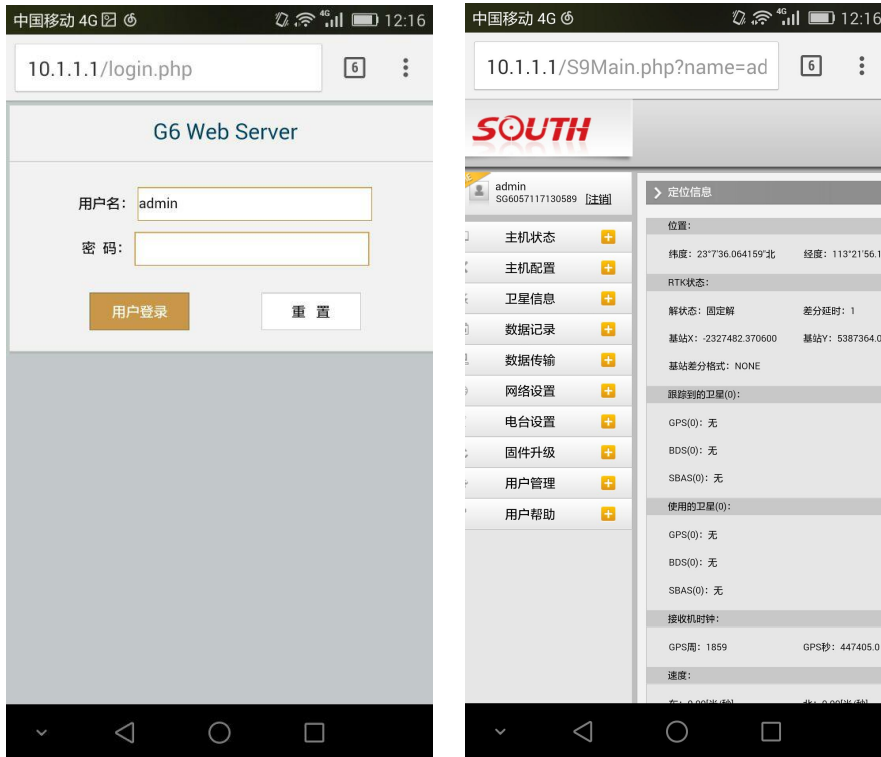 中国移动 4G 12:16
10.1.1.1/login.php 6
G6 Web Server
用户名： admin
密 码：
用户登录 重 置
中国移动 4G 4G 12:16
10.1.1.1/S9Main.php?name=ad 6
SOUTH
admin
SG6057117130589 [注销]
主机状态
主机配置
卫星信息
数据记录
数据传输
网络设置
电台设置
固件升级
用户管理
用户帮助
定位信息
位置：
纬度：23°7'36.064159"北 经度：113°21'56.1
RTK状态：
解状态：固定解 差分延时：1
基站X：-2327482.370600 基站Y：5387364.0
基站差分格式：NONE
跟踪到的卫星(0)：
GPS(0)：无
BDS(0)：无
SBAS(0)：无
使用的卫星(0)：
GPS(0)：无
BDS(0)：无
SBAS(0)：无
接收机时钟：
GPS周：1859 GPS秒：447405.0
速度：